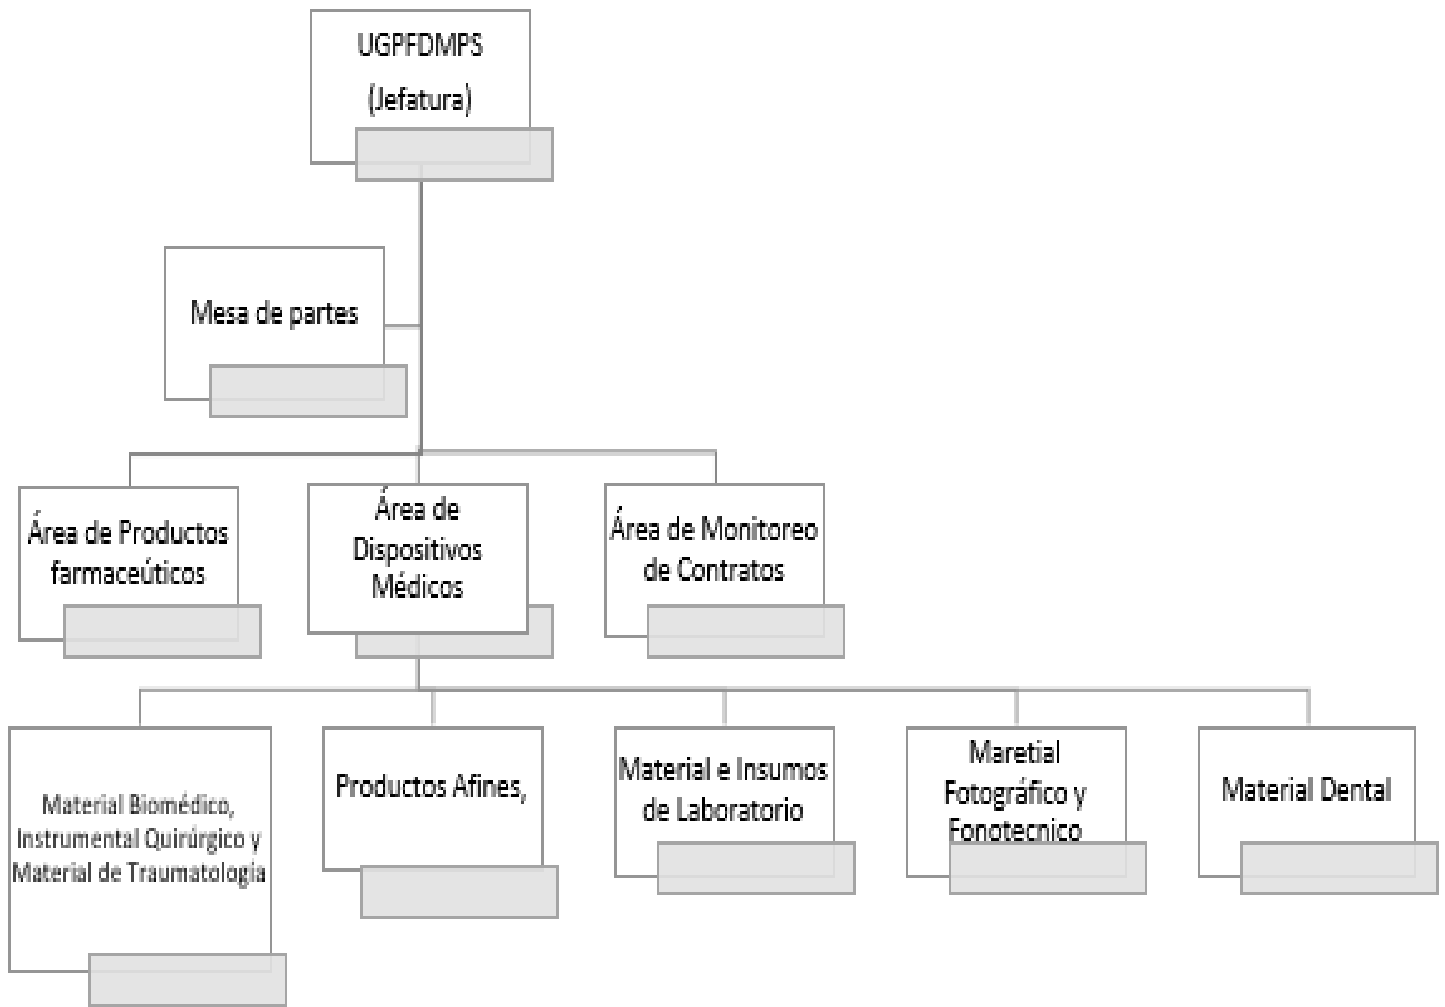 UGPFDMPS
(Jefatura)
Mesa de partes
Área de Productos
farmaceúticos
Área de
Dispositivos
Médicos
Área de Monitoreo
de Contratos
Material Biomédico,
Instrumental Quirúrgico y
Material de Traumatología
Productos Afines,
Material e Insumos
de Laboratorio
Maretial
Fotográfico y
Fonotecnico
Material Dental